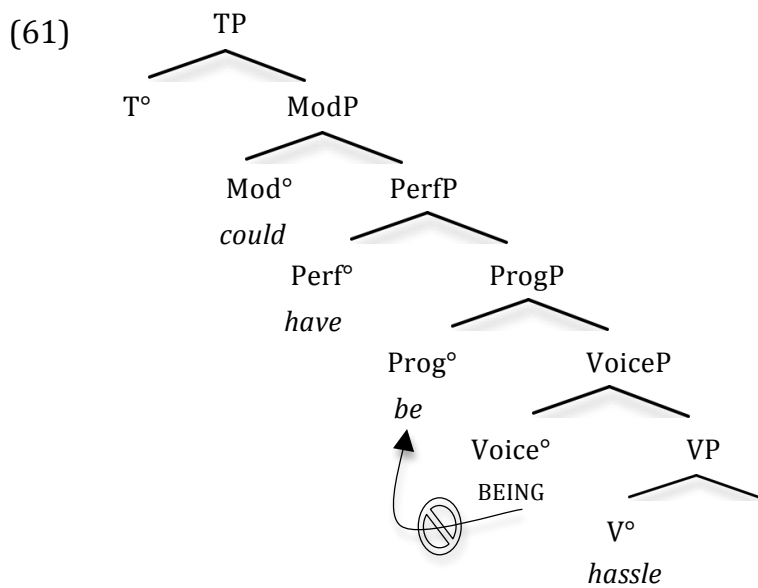 (61) TP
T° ModP
Mod° PerfP
could
Perf° ProgP
have
Prog° VoiceP
be
Voice° VP
BEING
V°
hassle